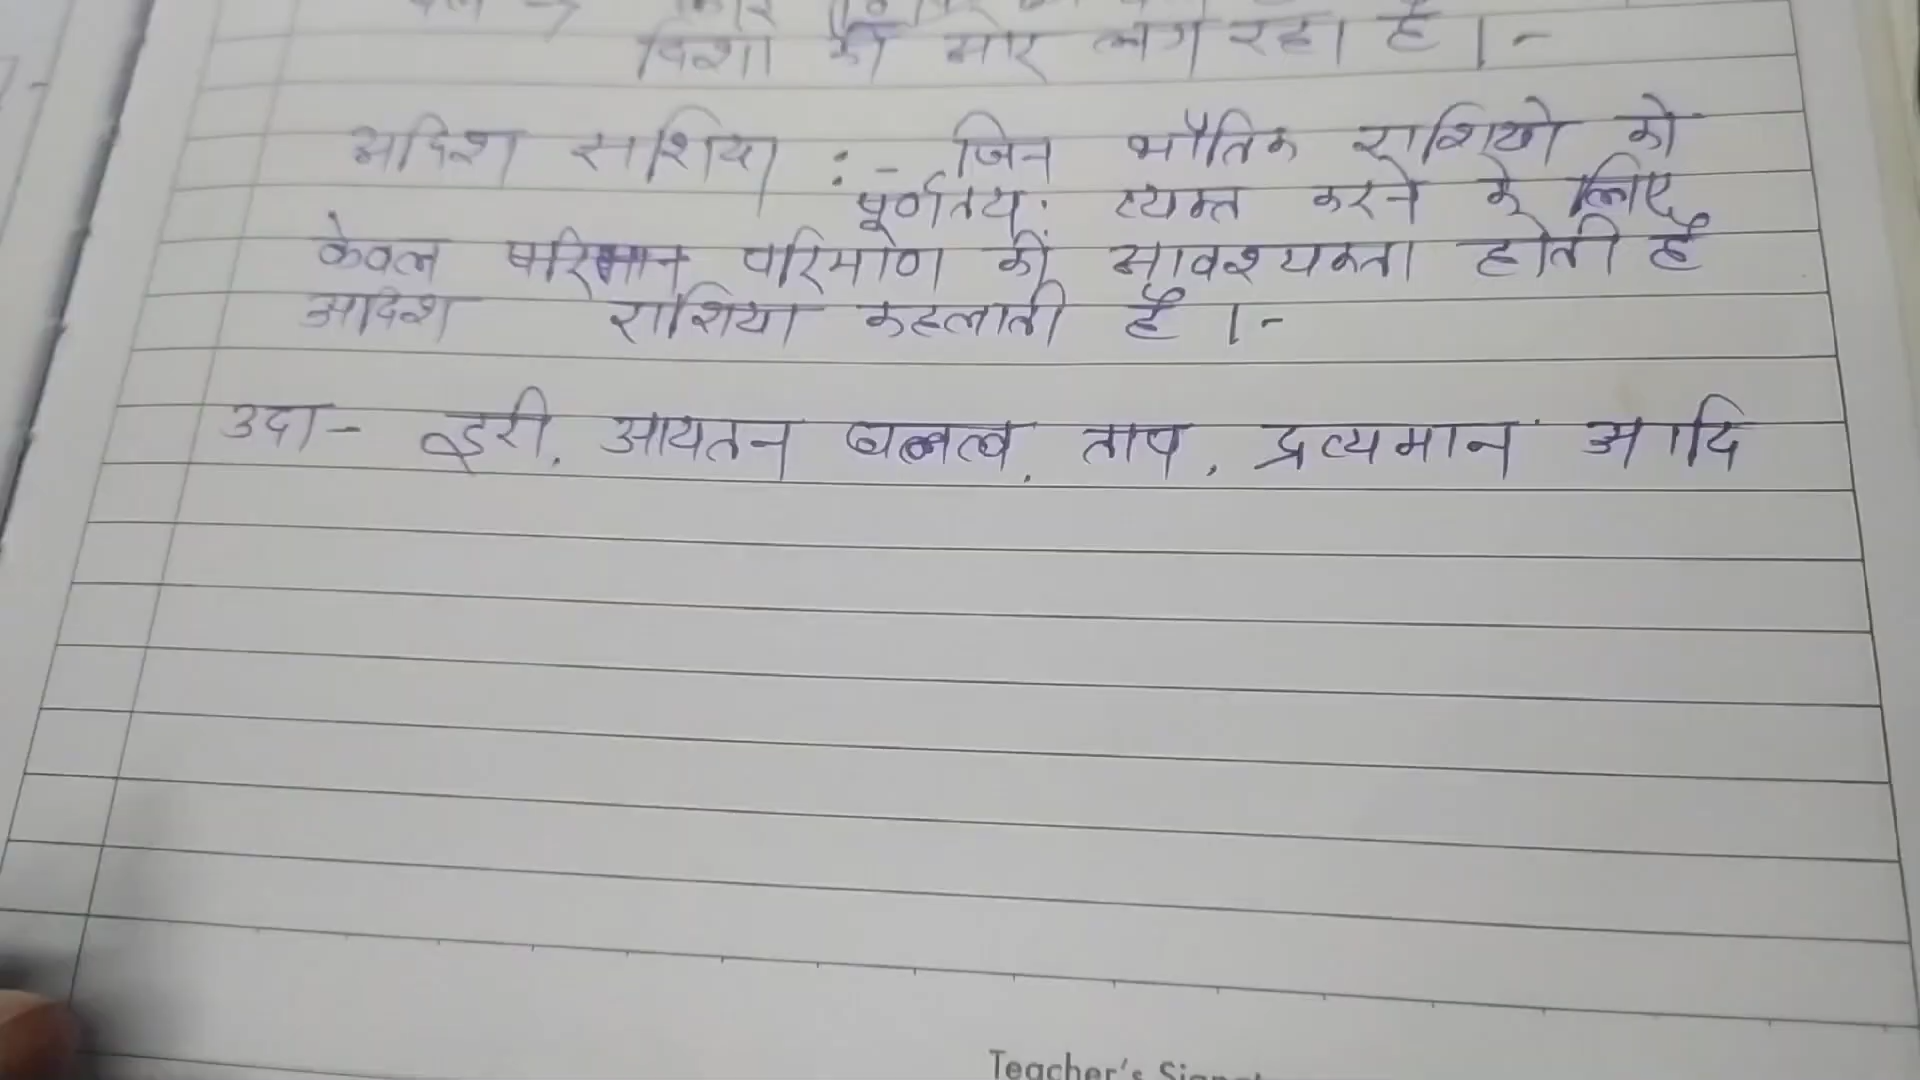 दिशा की ओर लग रहा है ।-
अदिश राशिया :- जिन भौतिक राशियो को
पूर्णतय: व्यक्त करने के लिए
केवल परिमाण की आवश्यकता होती है
अदिश राशिया कहलाती है ।-
उदा- दुरी, आयतन घनत्व, ताप, द्रव्यमान आदि
Teacher's